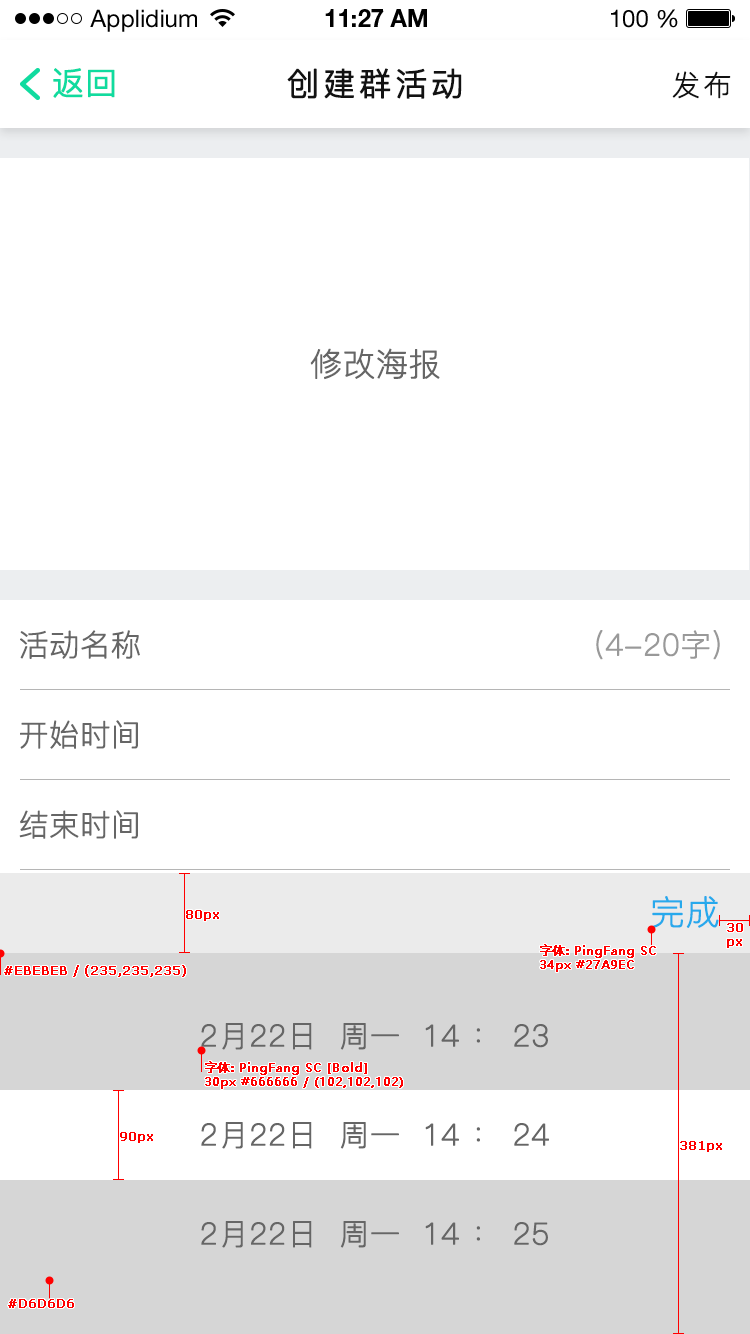 Applidium 11:27 AM 100 %
返回 创建群活动 发布
修改海报
活动名称 (4-20字)
开始时间
结束时间
完成
80px
30
px
字体: PingFang SC
34px #27A9EC
#EBEBEB / (235,235,235)
2月22日 周一 14 : 23
字体: PingFang SC [Bold]
30px #666666 / (102,102,102)
2月22日 周一 14 : 24
90px
381px
2月22日 周一 14 : 25
#D6D6D6